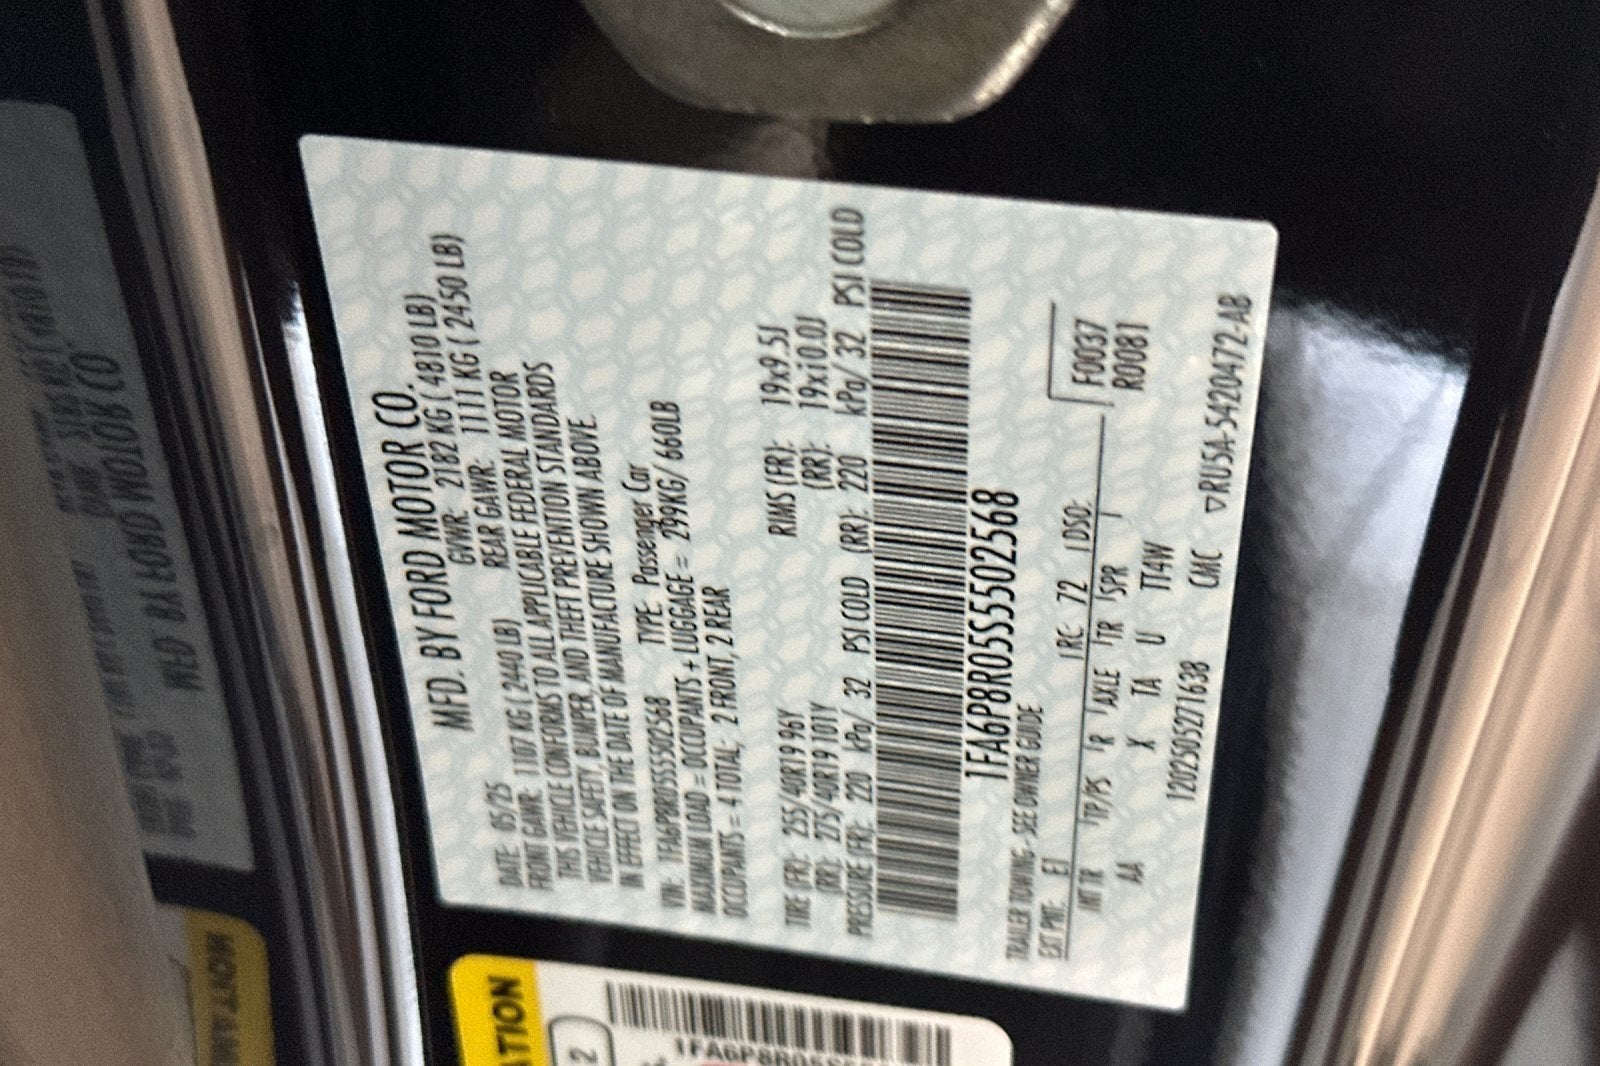 MFD. BY FORD MOTOR CO.
DATE: 05/25 GVWR: 2182 KG ( 4810 LB)
FRONT GAWR: 1107 KG ( 2440 LB) REAR GAWR: 1111 KG ( 2450 LB)
THIS VEHICLE CONFORMS TO ALL APPLICABLE FEDERAL MOTOR
VEHICLE SAFETY, BUMPER, AND THEFT PREVENTION STANDARDS
IN EFFECT ON THE DATE OF MANUFACTURE SHOWN ABOVE.
VIN: 1FA6P8R05S5502568 TYPE: Passenger Car
MAXIMUM LOAD = OCCUPANTS + LUGGAGE = 299KG/ 660LB
OCCUPANTS = 4 TOTAL, 2 FRONT, 2 REAR
TIRE (FR): 255/40R19 96Y RIMS (FR): 19x9.5J
(RR): 275/40R19 101Y (RR): 19x10.0J
PRESSURE (FR): 220 kPa/ 32 PSI COLD (RR): 220 kPa/ 32 PSI COLD
1FA6P8R05S5502568
TRAILER TOWING - SEE OWNER GUIDE
EXT PNT: E1 RC: 72 DSO: F0037
INT TR TP/PS R AXLE TR SPR R0081
AA X TA U TT4W
1202505271638 CMC ▽RU5A-5420472-AB
ATION